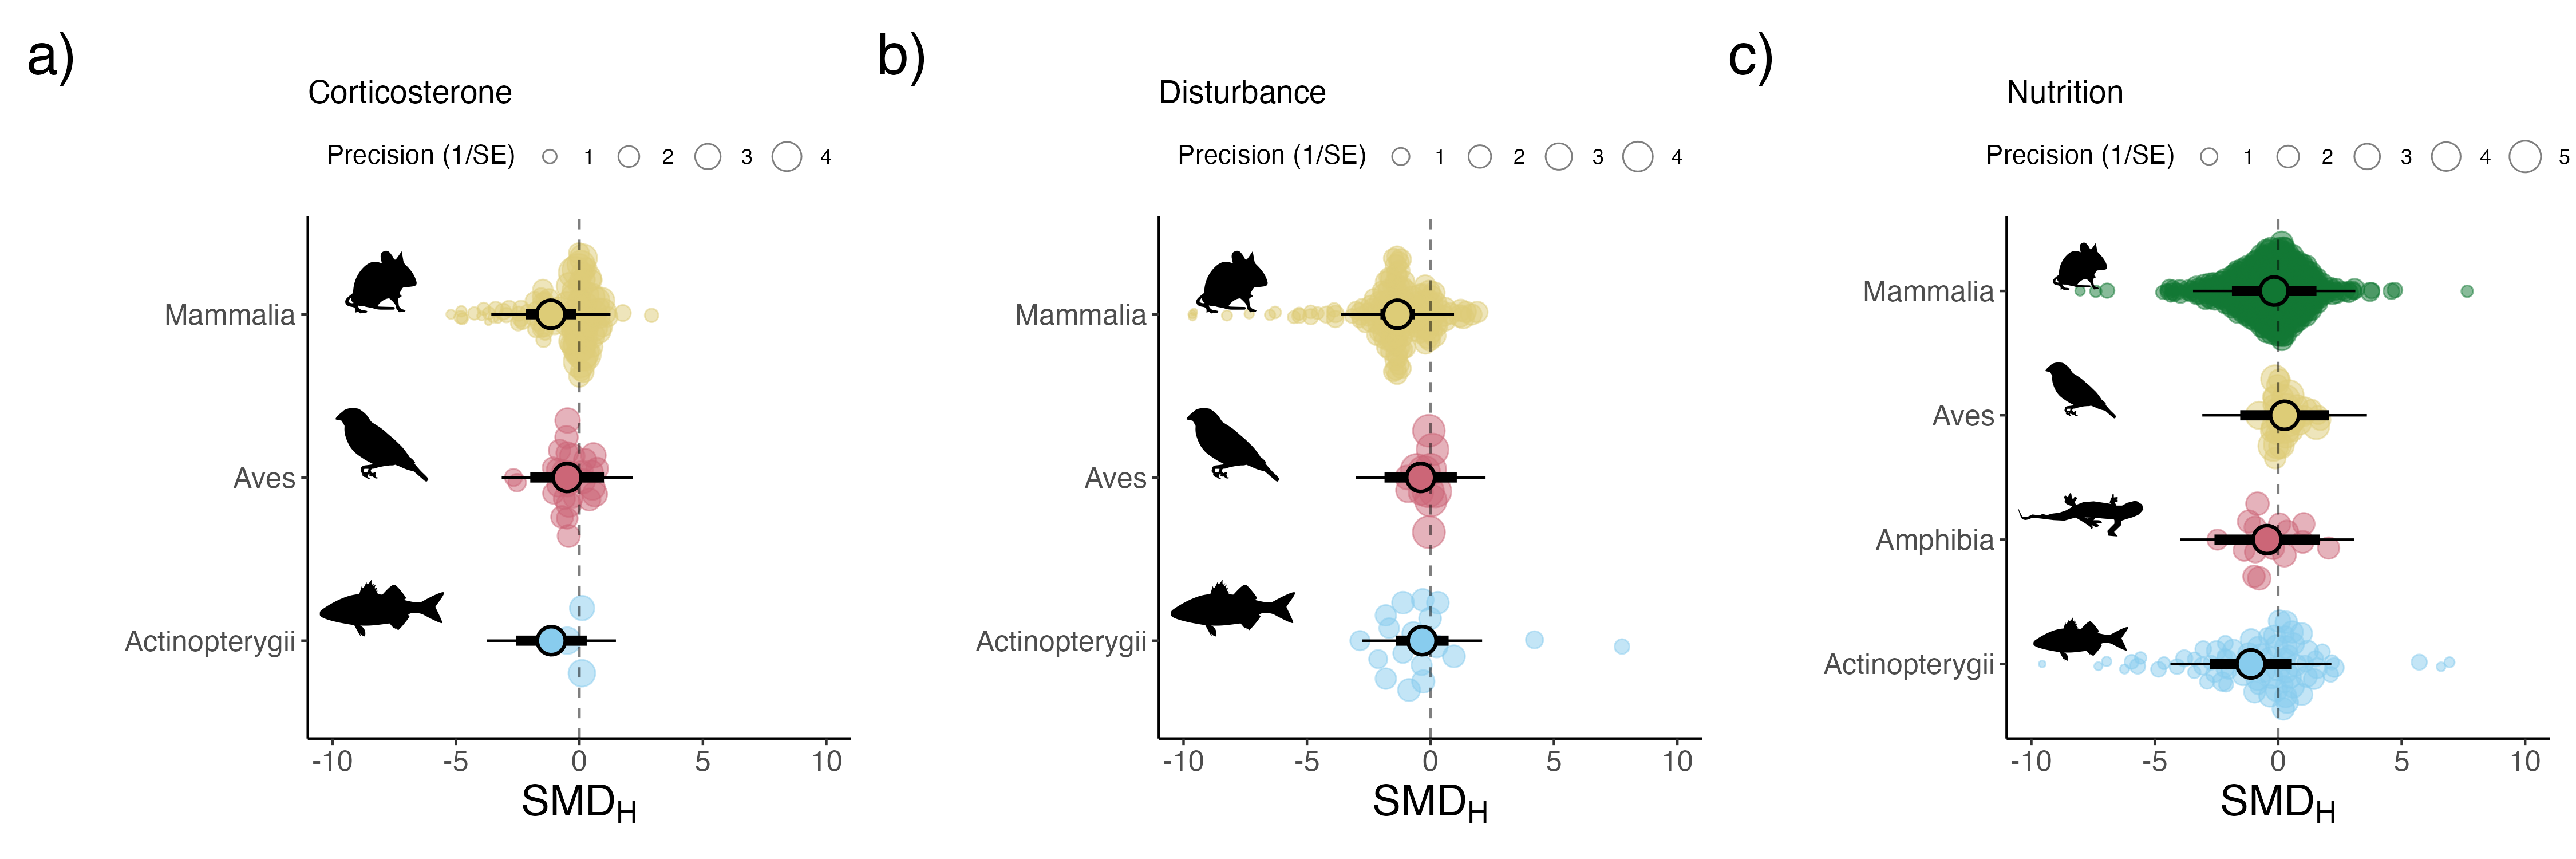 a)
Corticosterone
Precision (1/SE) 1 2 3 4
Mammalia
Aves
Actinopterygii
-10 -5 0 5 10
SMDH
b)
Disturbance
Precision (1/SE) 1 2 3 4
Mammalia
Aves
Actinopterygii
-10 -5 0 5 10
SMDH
c)
Nutrition
Precision (1/SE) 1 2 3 4 5
Mammalia
Aves
Amphibia
Actinopterygii
-10 -5 0 5 10
SMDH